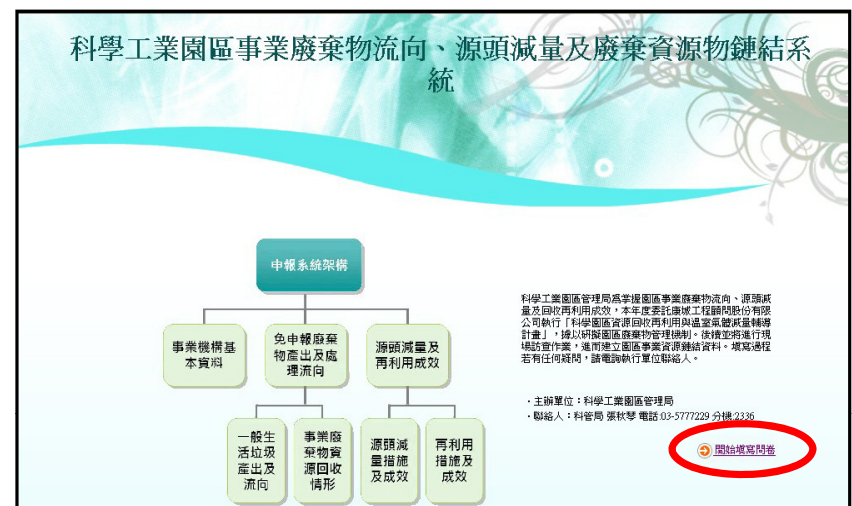 科學工業園區事業廢棄物流向、源頭減量及廢棄資源物鏈結系
統
申報系統架構
事業機構基
本資料
免申報廢棄
物產出及處
理流向
源頭減量及
再利用成效
一般生
活垃圾
產出及
流向
事業廢
棄物資
源回收
情形
源頭減
量措施
及成效
再利用
措施及
成效
科學工業園區管理局為掌握園區事業廢棄物流向、源頭減
量及回收再利用成效，本年度委託康城工程顧問股份有限
公司執行「科學園區資源回收再利用與溫室氣體減量輔導
計畫」，據以研擬園區廢棄物管理機制。後續並將進行現
場訪查作業，進而建立園區事業資源鏈結資料。填寫過程
若有任何疑問，請電詢執行單位聯絡人。
‧主辦單位：科學工業園區管理局
‧聯絡人：科管局 張秋琴 電話:03-5777229 分機:2336
開始填寫問卷